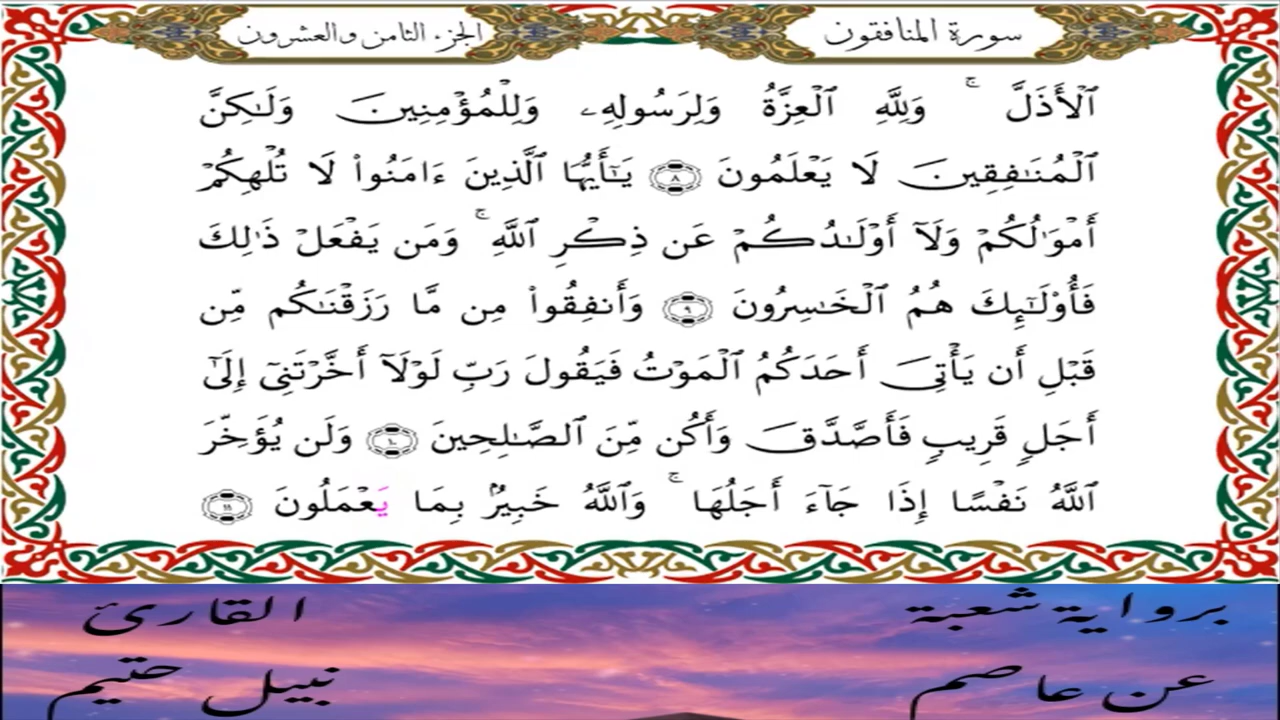 سورة المنافقون
الجزء الثامن والعشرون
ٱلۡأَذَلَّۚ وَلِلَّهِ ٱلۡعِزَّةُ وَلِرَسُولِهِۦ وَلِلۡمُؤۡمِنِينَ وَلَٰكِنَّ
ٱلۡمُنَٰفِقِينَ لَا يَعۡلَمُونَ ٨ يَٰٓأَيُّهَا ٱلَّذِينَ ءَامَنُواْ لَا تُلۡهِكُمۡ
أَمۡوَٰلُكُمۡ وَلَآ أَوۡلَٰدُكُمۡ عَن ذِكۡرِ ٱللَّهِۚ وَمَن يَفۡعَلۡ ذَٰلِكَ
فَأُوْلَٰٓئِكَ هُمُ ٱلۡخَٰسِرُونَ ٩ وَأَنفِقُواْ مِن مَّا رَزَقۡنَٰكُم مِّن
قَبۡلِ أَن يَأۡتِيَ أَحَدَكُمُ ٱلۡمَوۡتُ فَيَقُولَ رَبِّ لَوۡلَآ أَخَّرۡتَنِيٓ إِلَىٰٓ
أَجَلٖ قَرِيبٖ فَأَصَّدَّقَ وَأَكُن مِّنَ ٱلصَّٰلِحِينَ ١٠ وَلَن يُؤَخِّرَ
ٱللَّهُ نَفۡسًا إِذَا جَآءَ أَجَلُهَاۚ وَٱللَّهُ خَبِيرُۢ بِمَا يَعۡمَلُونَ ١١
برواية شعبة
عن عاصم
القارئ
نبيل حتيم